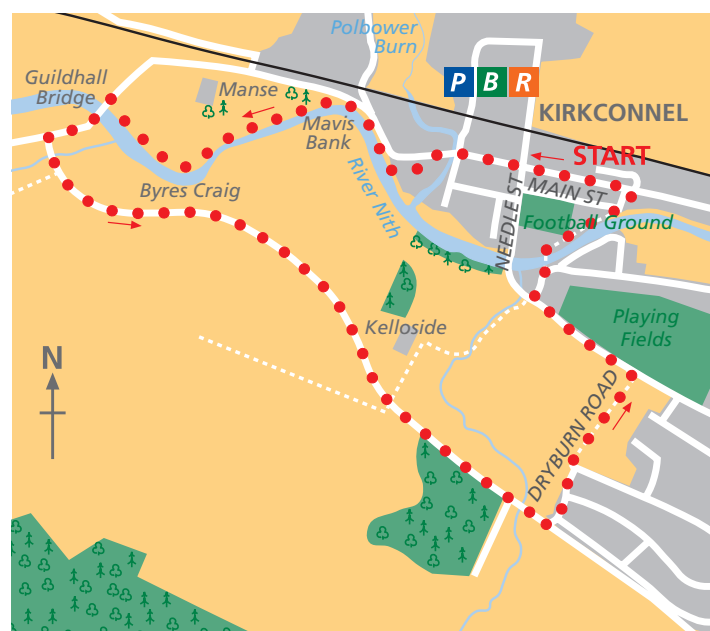 Polbower
Burn
Guildhall
Bridge
Manse
P B R
KIRKCONNEL
Mavis
Bank
START
Byres Craig
MAIN ST
River Nith
NEEDLE ST
Football Ground
Kelloside
Playing
Fields
N
DRYBURN ROAD